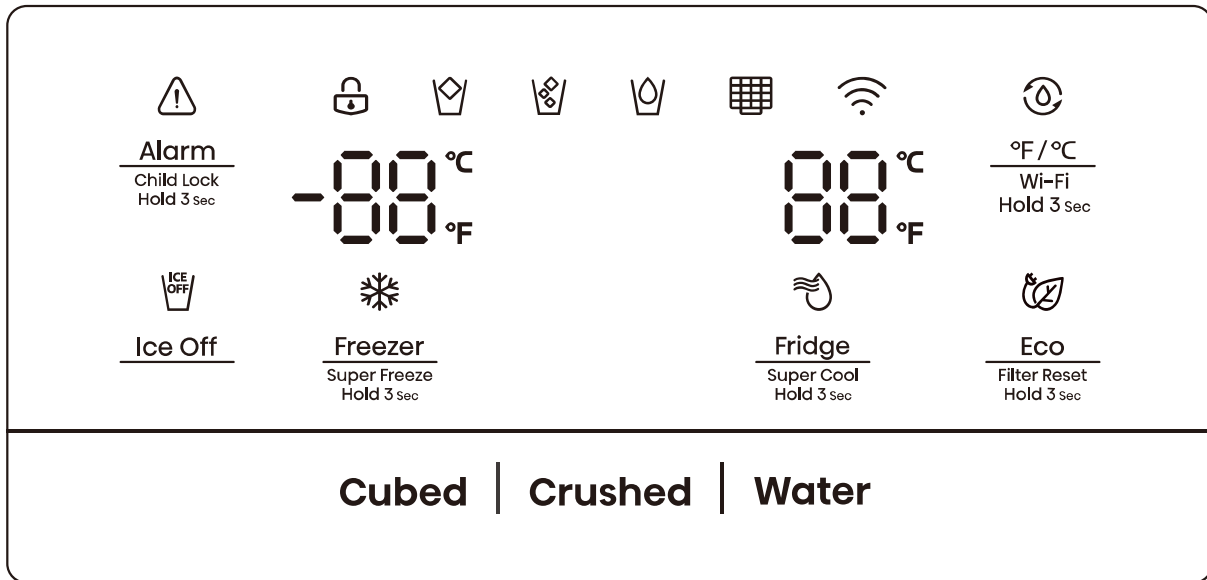 Alarm
Child Lock
Hold 3 Sec
-88 °C
°F
88 °C
°F
°F/°C
Wi-Fi
Hold 3 Sec
ICE
OFF
Ice Off
Freezer
Super Freeze
Hold 3 Sec
Fridge
Super Cool
Hold 3 Sec
Eco
Filter Reset
Hold 3 Sec
Cubed | Crushed | Water